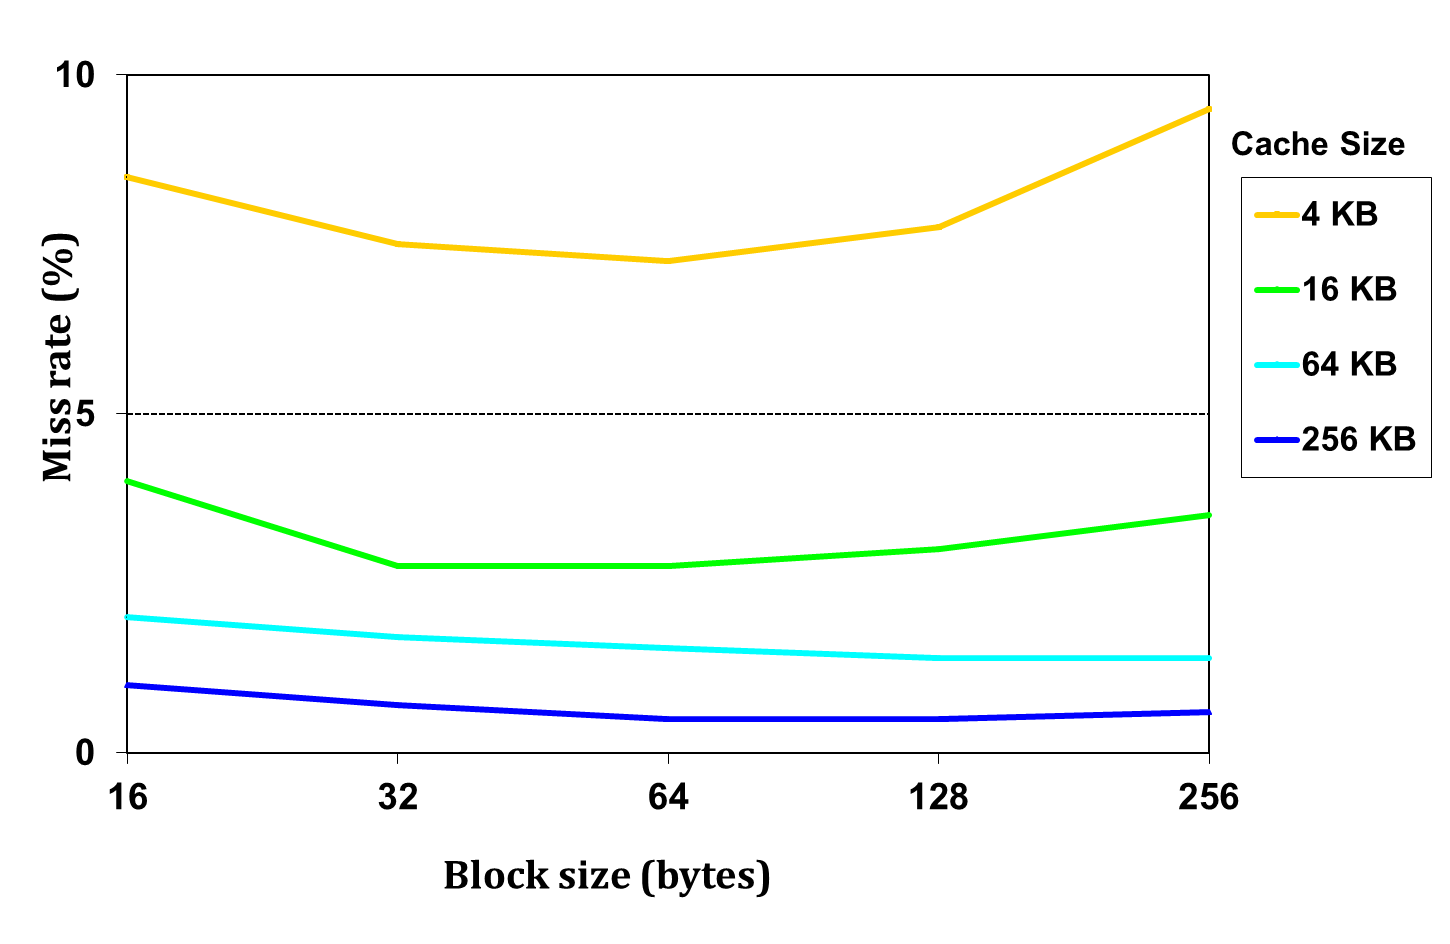 10
Cache Size
4 KB
16 KB
64 KB
256 KB
Miss rate (%)
5
0
16 32 64 128 256
Block size (bytes)